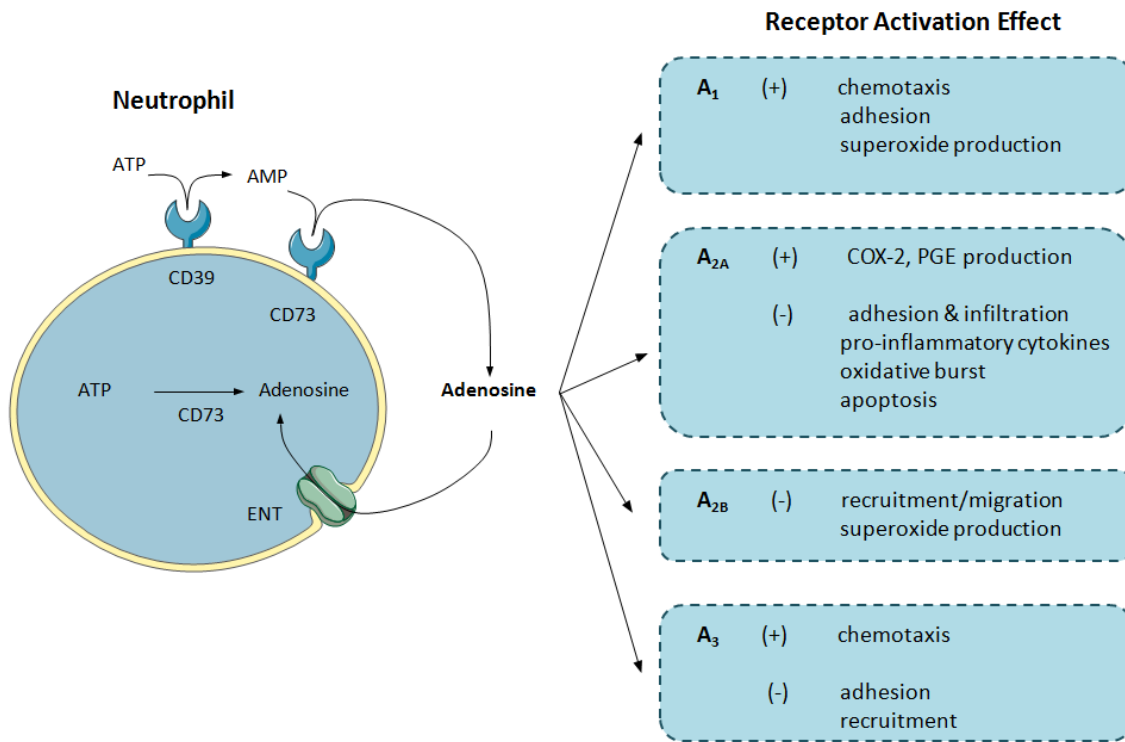 Receptor Activation Effect
Neutrophil
ATP
AMP
CD39
CD73
ATP
Adenosine
CD73
ENT
Adenosine
A1 (+) chemotaxis
adhesion
superoxide production
A2A (+) COX-2, PGE production
(-) adhesion & infiltration
pro-inflammatory cytokines
oxidative burst
apoptosis
A2B (-) recruitment/migration
superoxide production
A3 (+) chemotaxis
(-) adhesion
recruitment